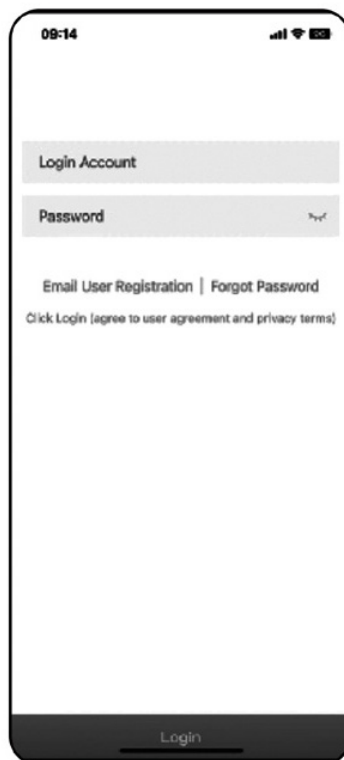 09:14
Login Account
Password
Email User Registration | Forgot Password
Click Login (agree to user agreement and privacy terms)
Login